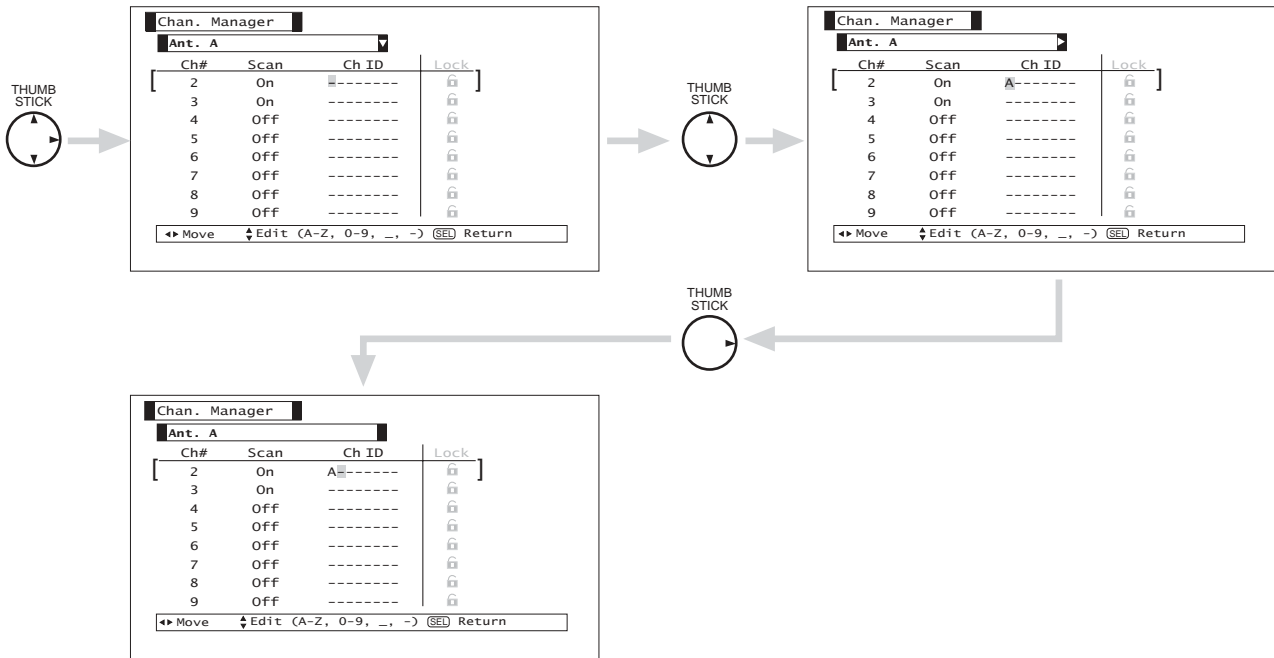 THUMB
STICK
Chan. Manager
Ant. A
Ch# Scan Ch ID Lock
2 On --------
3 On --------
4 Off --------
5 Off --------
6 Off --------
7 Off --------
8 Off --------
9 Off --------
Move Edit (A-Z, 0-9, _, -) SEL Return
THUMB
STICK
Chan. Manager
Ant. A
Ch# Scan Ch ID Lock
2 On A-------
3 On --------
4 Off --------
5 Off --------
6 Off --------
7 Off --------
8 Off --------
9 Off --------
Move Edit (A-Z, 0-9, _, -) SEL Return
THUMB
STICK
Chan. Manager
Ant. A
Ch# Scan Ch ID Lock
2 On A-------
3 On --------
4 Off --------
5 Off --------
6 Off --------
7 Off --------
8 Off --------
9 Off --------
Move Edit (A-Z, 0-9, _, -) SEL Return